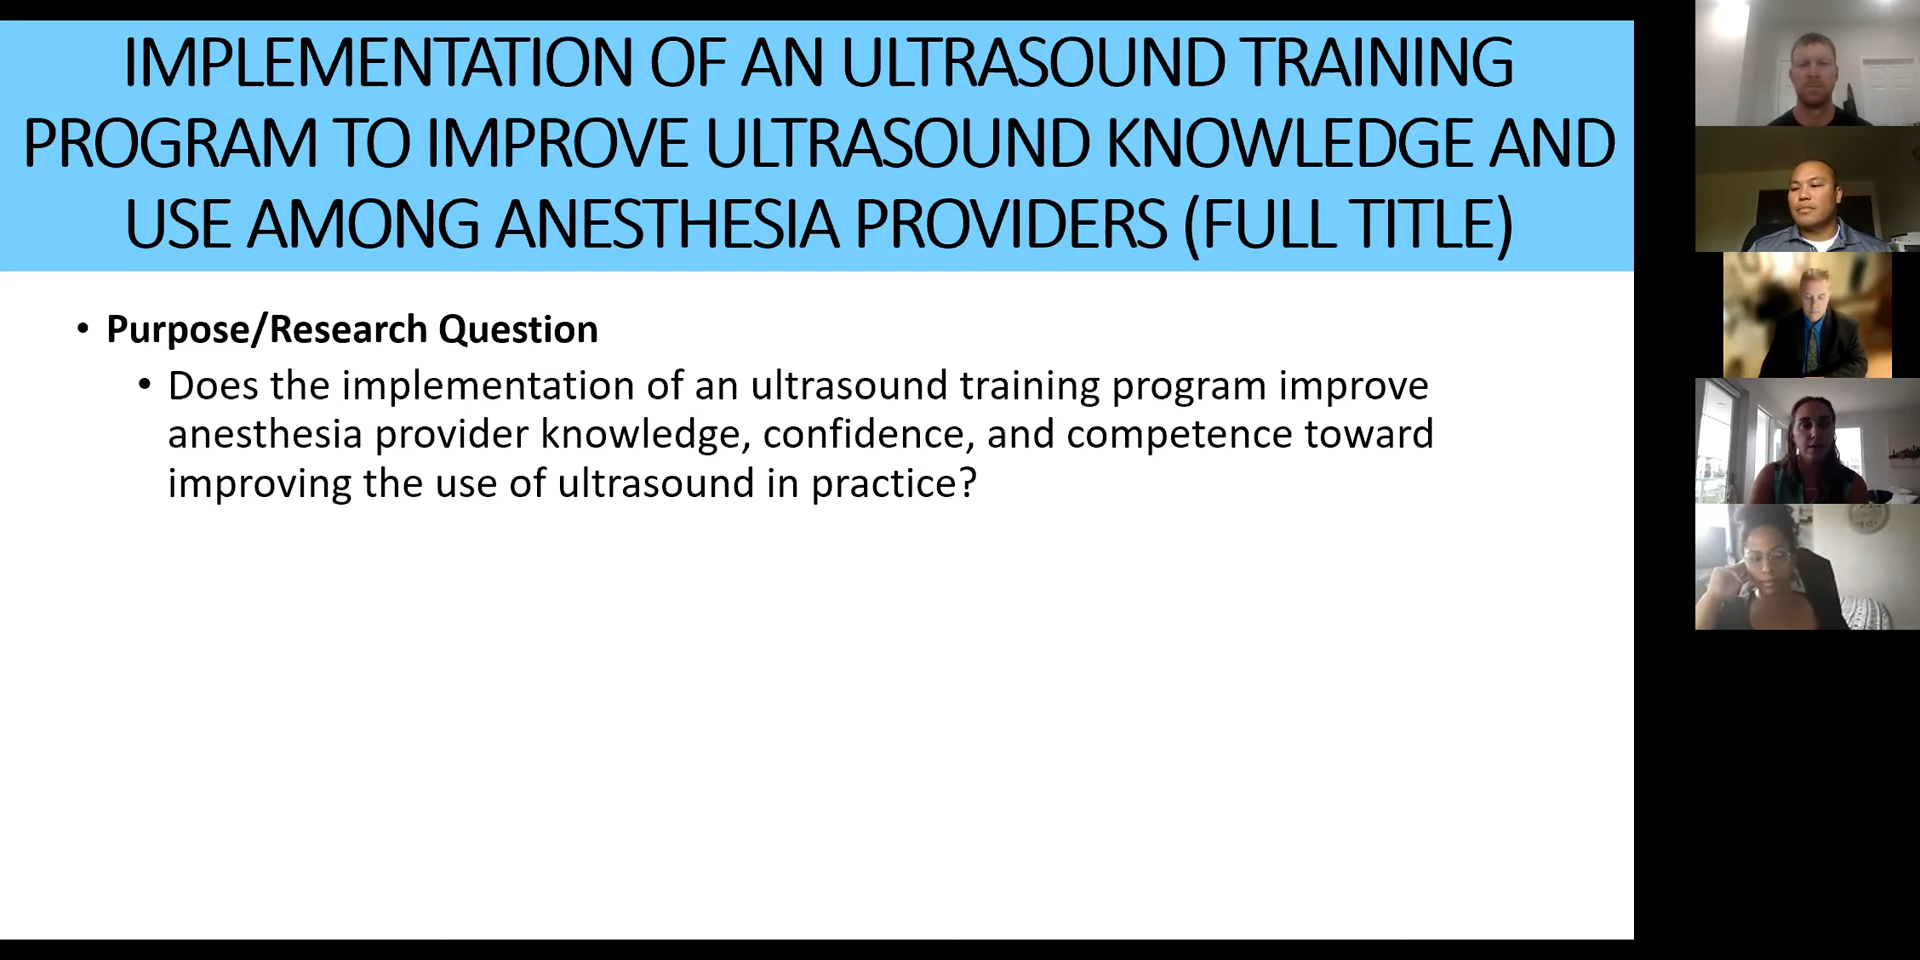 IMPLEMENTATION OF AN ULTRASOUND TRAINING
PROGRAM TO IMPROVE ULTRASOUND KNOWLEDGE AND
USE AMONG ANESTHESIA PROVIDERS (FULL TITLE)
• Purpose/Research Question
• Does the implementation of an ultrasound training program improve
anesthesia provider knowledge, confidence, and competence toward
improving the use of ultrasound in practice?